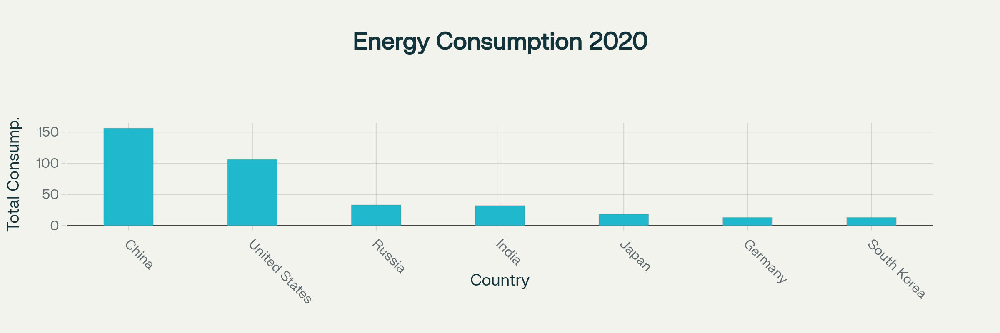 Energy Consumption 2020
Total Consump.
150
100
50
0
China
United States
Russia
India
Japan
Germany
South Korea
Country